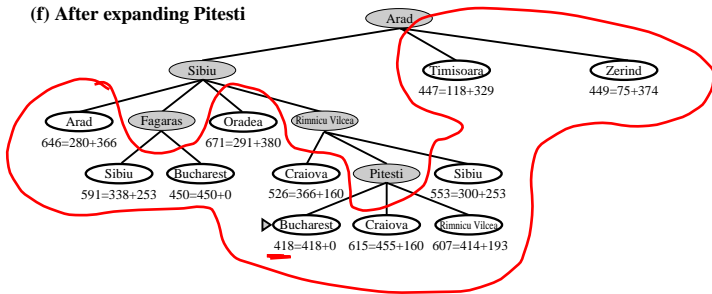 (f) After expanding Pitesti
Arad
Sibiu
Timisoara
Zerind
447=118+329
449=75+374
Arad
Fagaras
Oradea
Rimnicu Vilcea
646=280+366
671=291+380
Sibiu
Bucharest
Craiova
Pitesti
Sibiu
591=338+253
450=450+0
526=366+160
553=300+253
Bucharest
Craiova
Rimnicu Vilcea
418=418+0
615=455+160
607=414+193